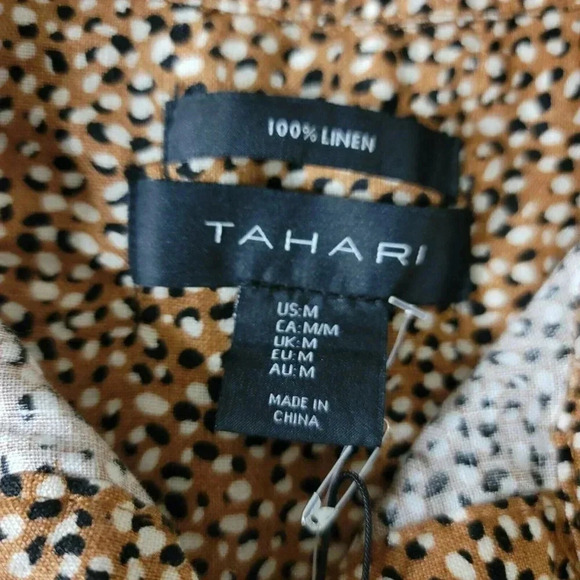 100% LINEN
TAHARI
US:M
CA:M/M
UK:M
EU:M
AU:M
MADE IN
CHINA